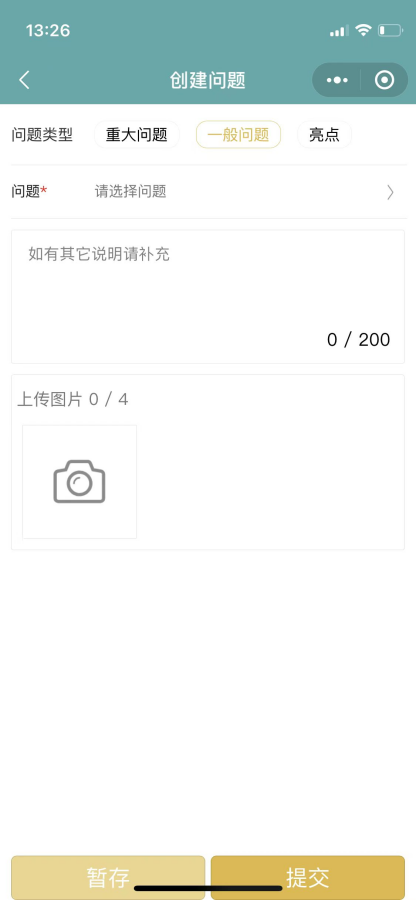 13:26
创建问题
问题类型 重大问题 一般问题 亮点
问题* 请选择问题
如有其它说明请补充
0 / 200
上传图片 0 / 4
暂存 提交